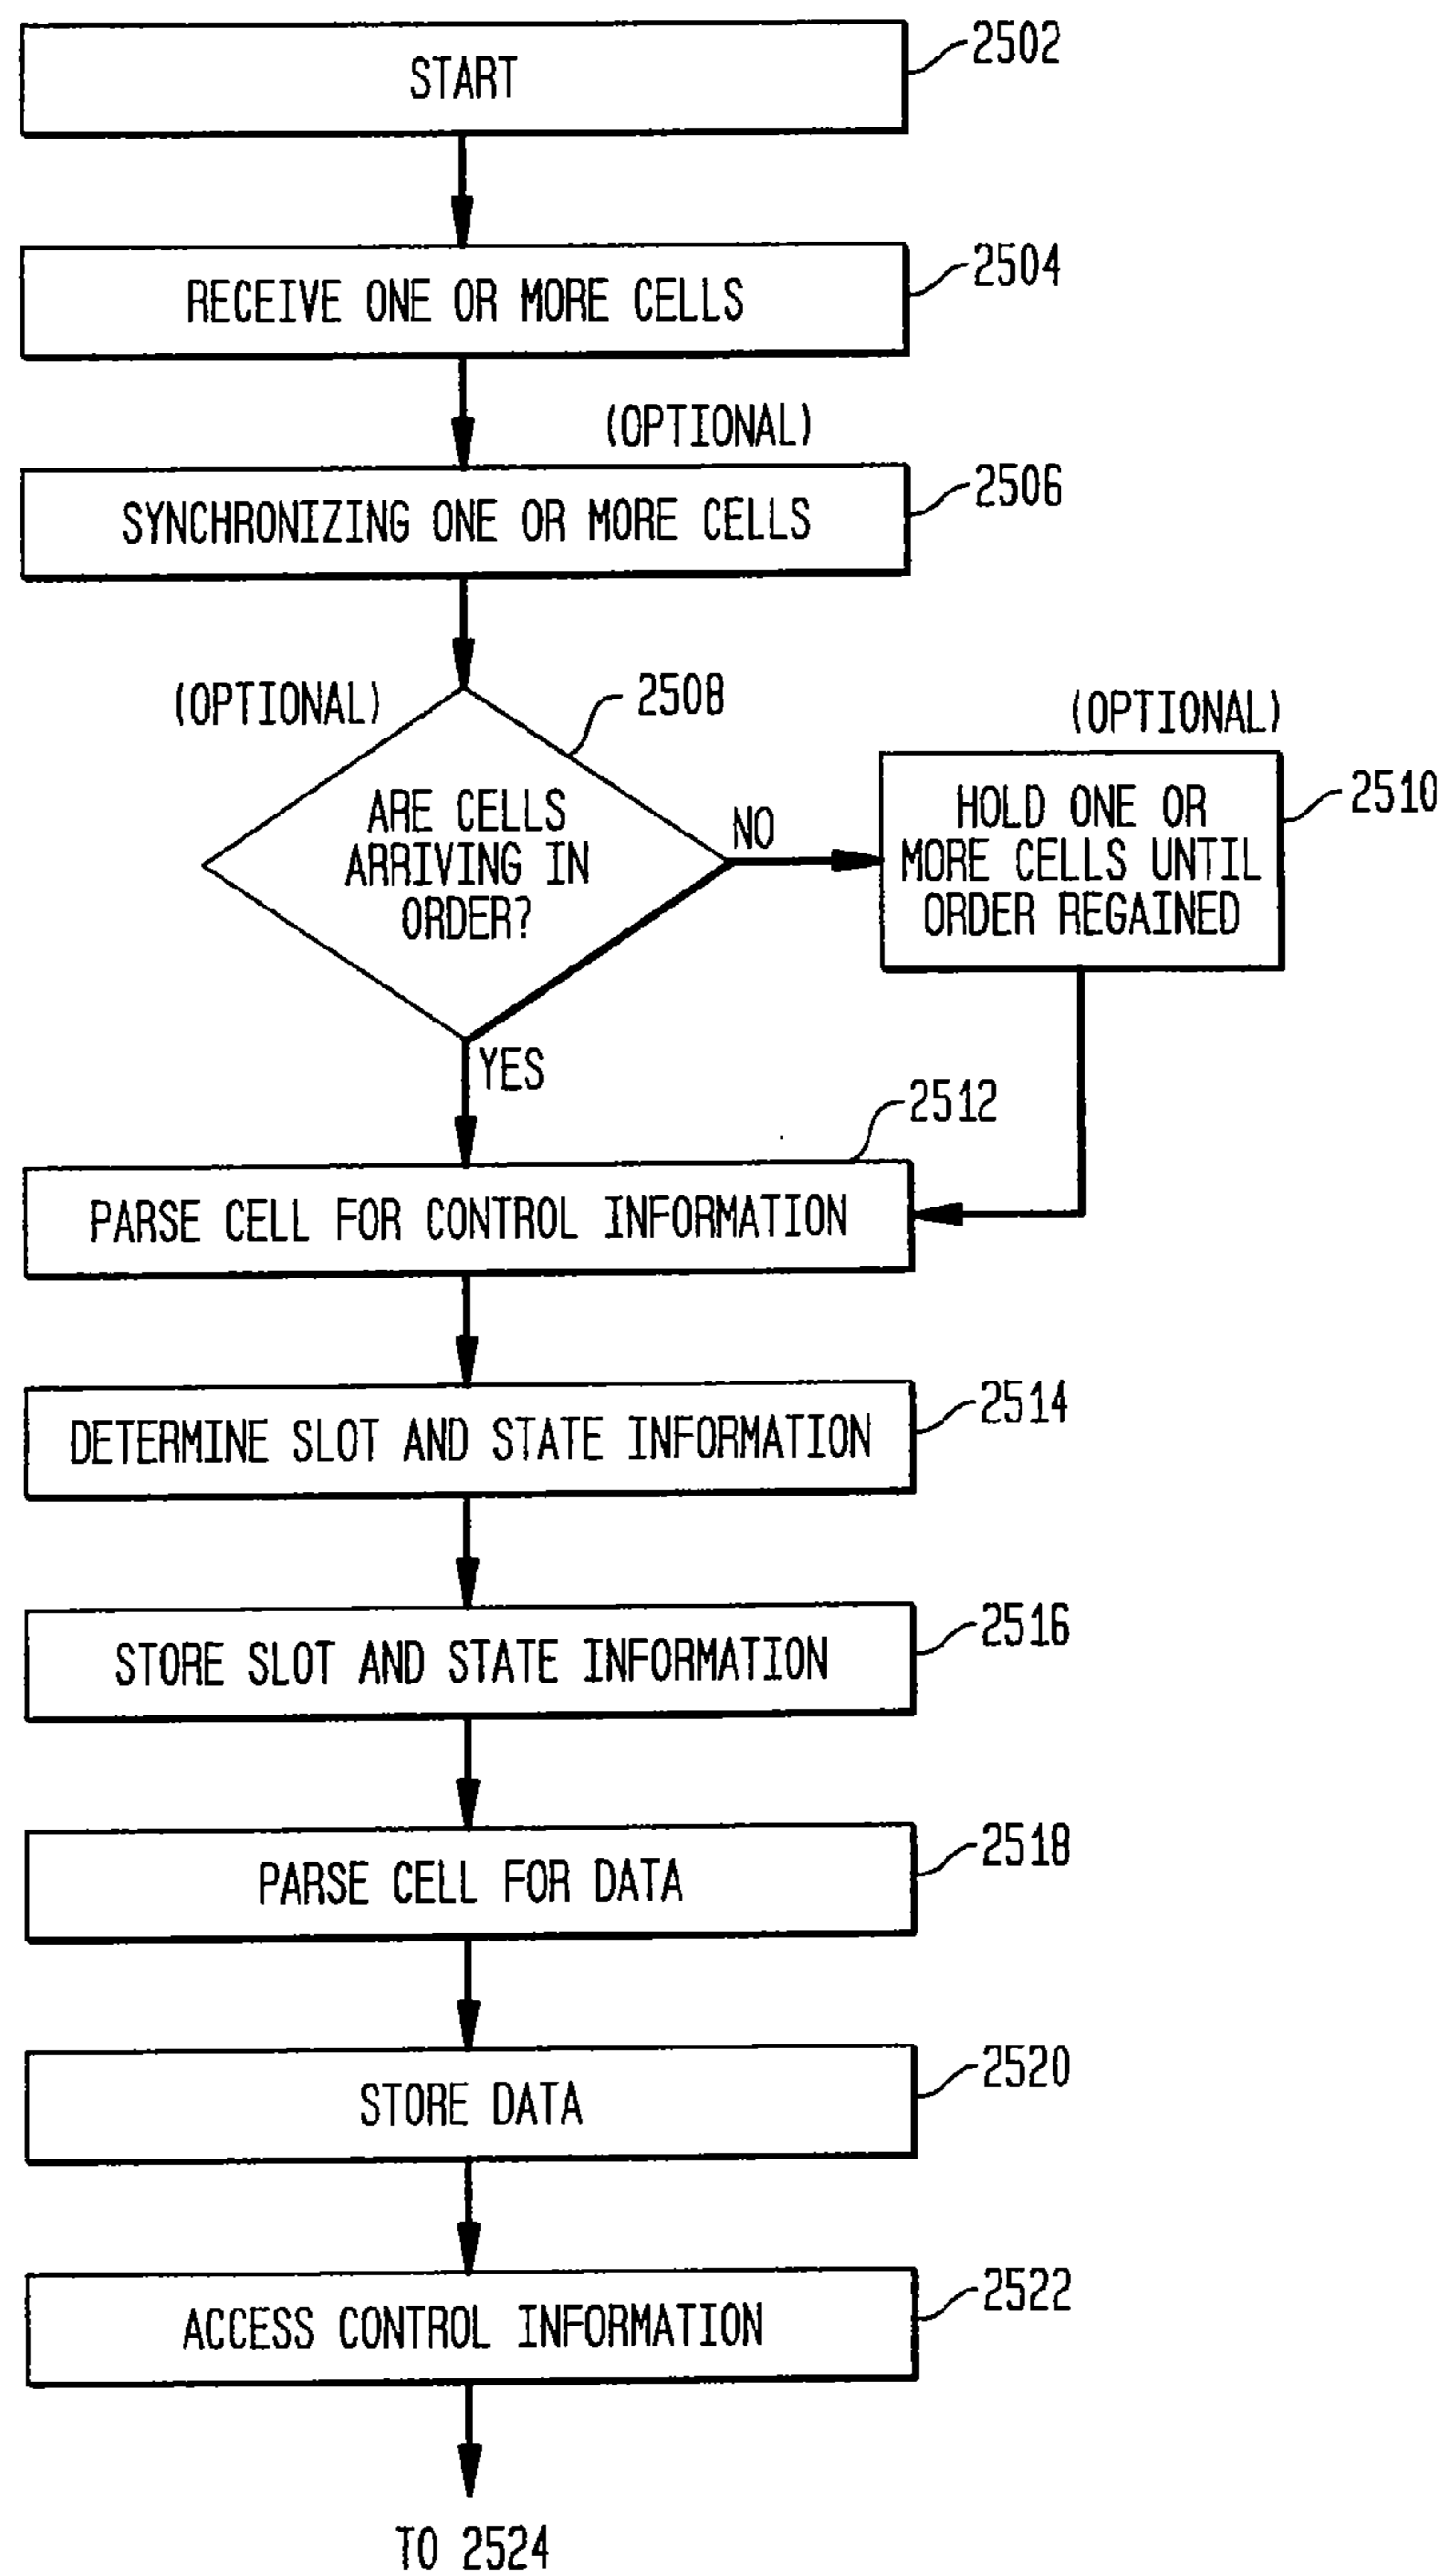 START
2502
RECEIVE ONE OR MORE CELLS
2504
(OPTIONAL)
SYNCHRONIZING ONE OR MORE CELLS
2506
(OPTIONAL)
2508
ARE CELLS
ARRIVING IN
ORDER?
NO
(OPTIONAL)
HOLD ONE OR
MORE CELLS UNTIL
ORDER REGAINED
2510
YES
2512
PARSE CELL FOR CONTROL INFORMATION
DETERMINE SLOT AND STATE INFORMATION
2514
STORE SLOT AND STATE INFORMATION
2516
PARSE CELL FOR DATA
2518
STORE DATA
2520
ACCESS CONTROL INFORMATION
2522
TO 2524